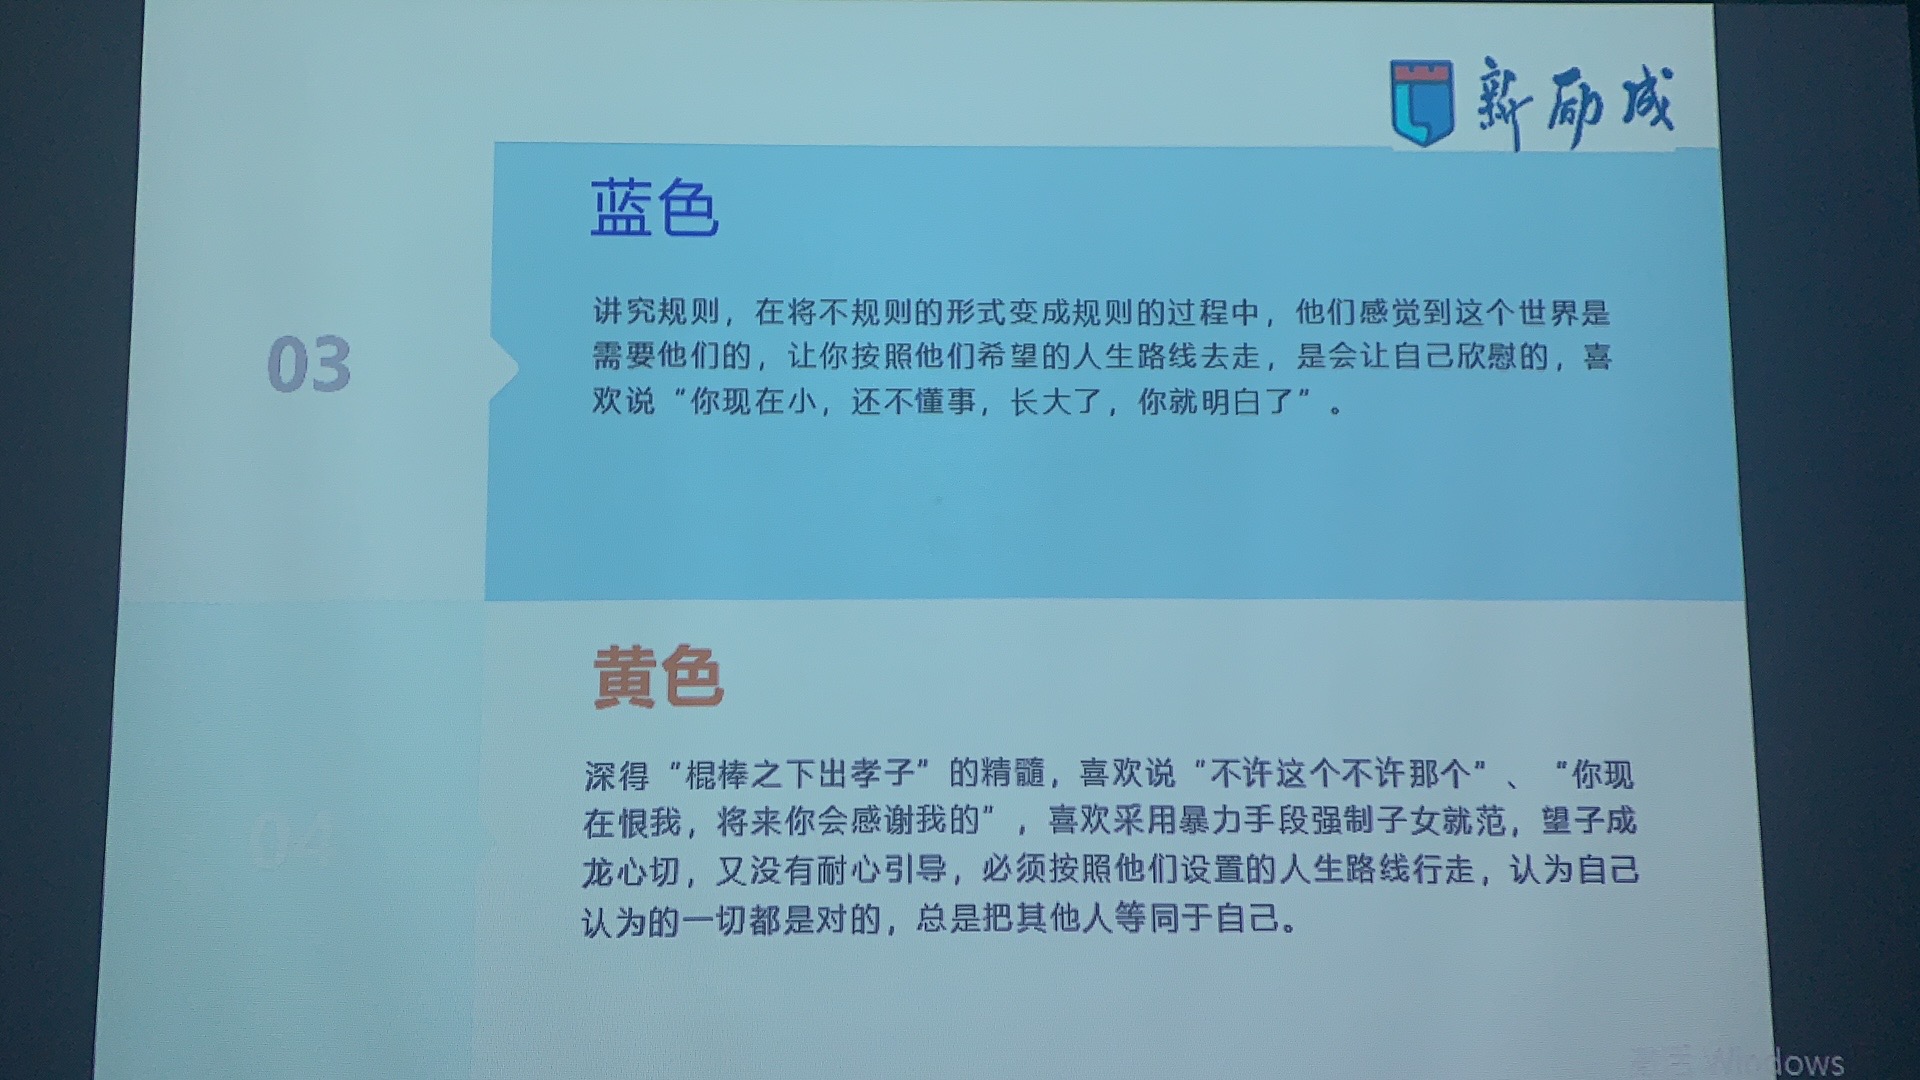 新励成
03
蓝色
讲究规则，在将不规则的形式变成规则的过程中，他们感觉到这个世界是
需要他们的，让你按照他们希望的人生路线去走，是会让自己欣慰的，喜
欢说“你现在小，还不懂事，长大了，你就明白了”。
04
黄色
深得“棍棒之下出孝子”的精髓，喜欢说“不许这个不许那个”、“你现
在恨我，将来你会感谢我的”，喜欢采用暴力手段强制子女就范，望子成
龙心切，又没有耐心引导，必须按照他们设置的人生路线行走，认为自己
认为的一切都是对的，总是把其他人等同于自己。
激活 Windows